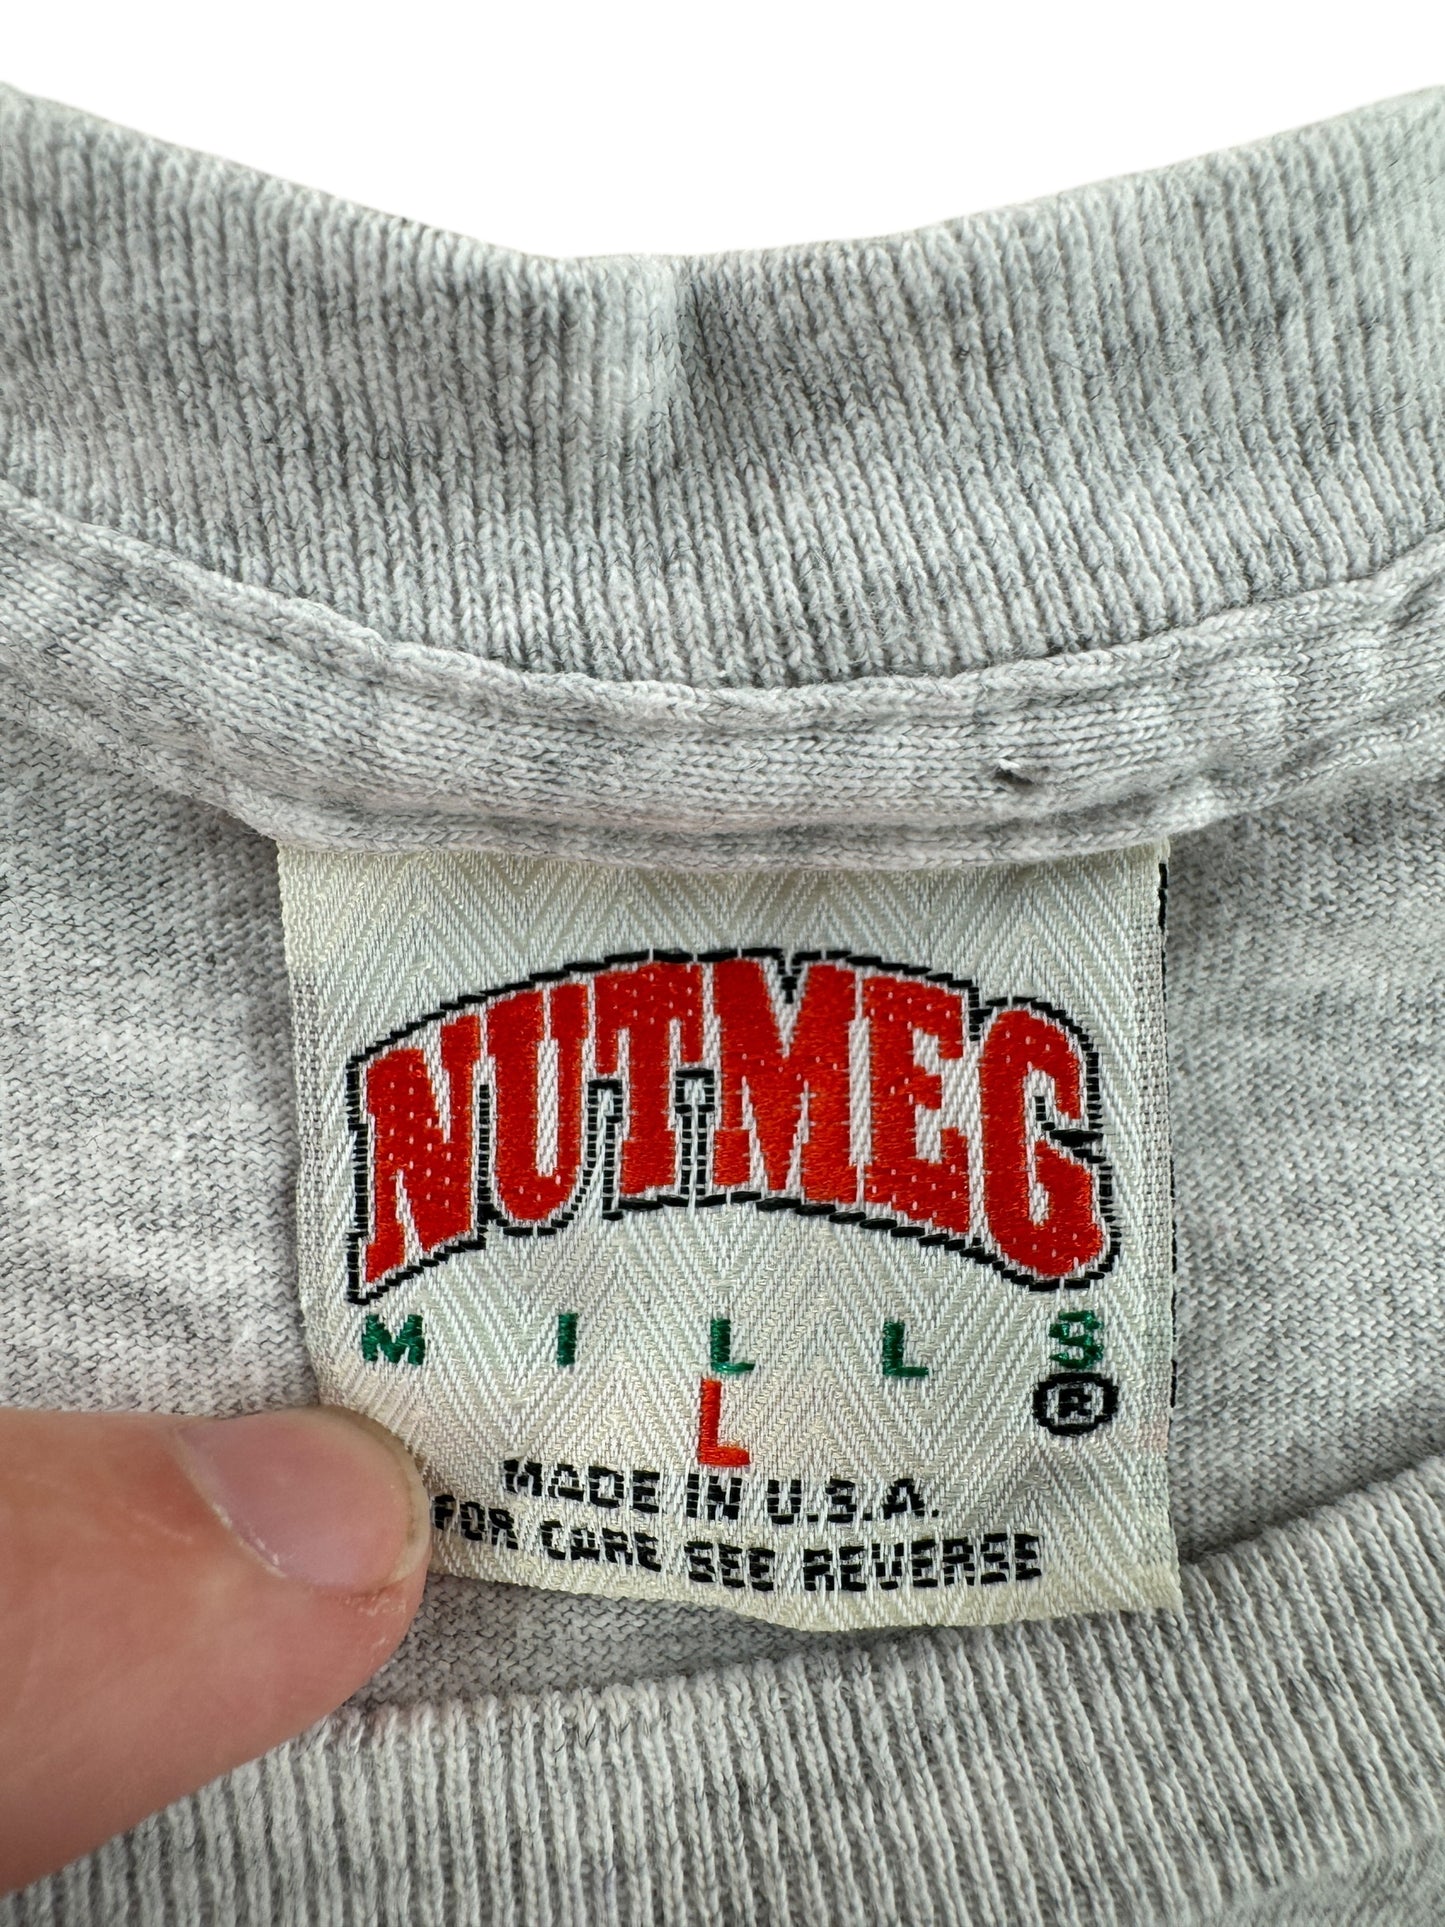 NUTMEG
MILLS
®
L
MADE IN U.S.A.
FOR CARE SEE REVERSE